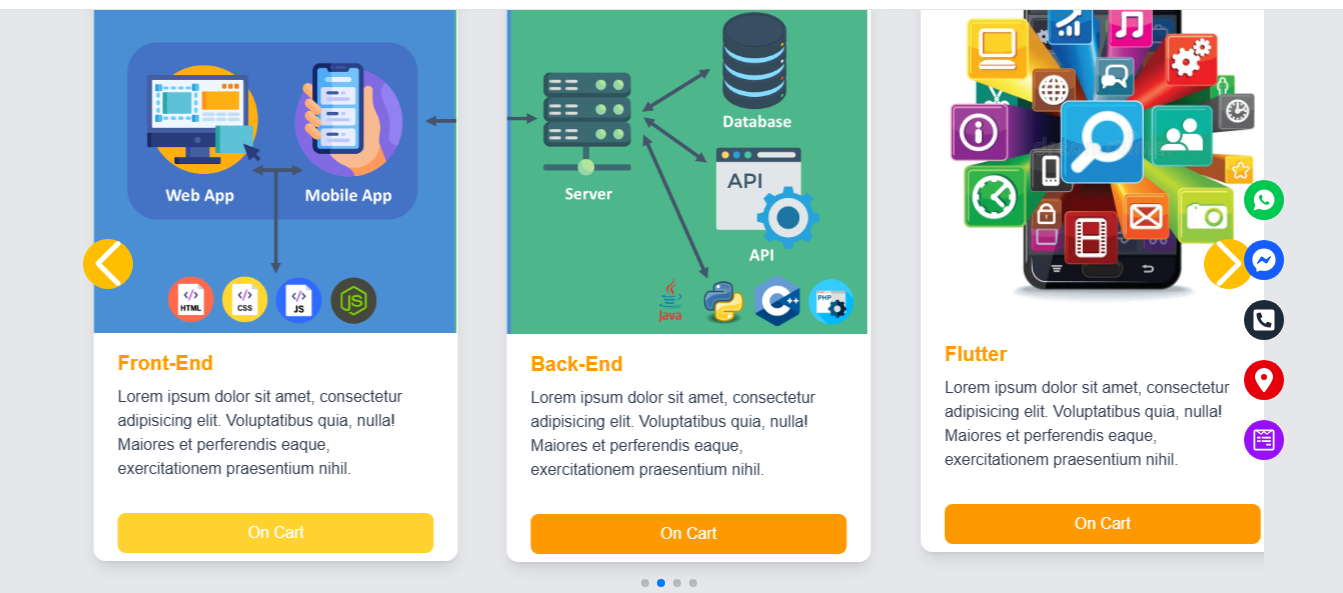 Web App
Mobile App
HTML
CSS
JS
JS
Front-End
Lorem ipsum dolor sit amet, consectetur
adipisicing elit. Voluptatibus quia, nulla!
Maiores et perferendis eaque,
exercitationem praesentium nihil.
On Cart
Database
Server
API
API
Java
C++
PHP
Back-End
Lorem ipsum dolor sit amet, consectetur
adipisicing elit. Voluptatibus quia, nulla!
Maiores et perferendis eaque,
exercitationem praesentium nihil.
On Cart
Flutter
Lorem ipsum dolor sit amet, consectetur
adipisicing elit. Voluptatibus quia, nulla!
Maiores et perferendis eaque,
exercitationem praesentium nihil.
On Cart